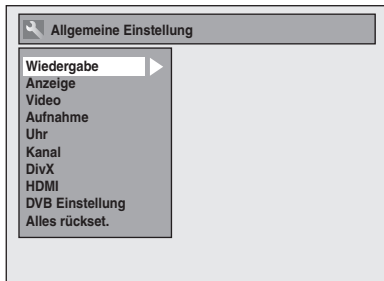 Allgemeine Einstellung
Wiedergabe
Anzeige
Video
Aufnahme
Uhr
Kanal
DivX
HDMI
DVB Einstellung
Alles rückset.